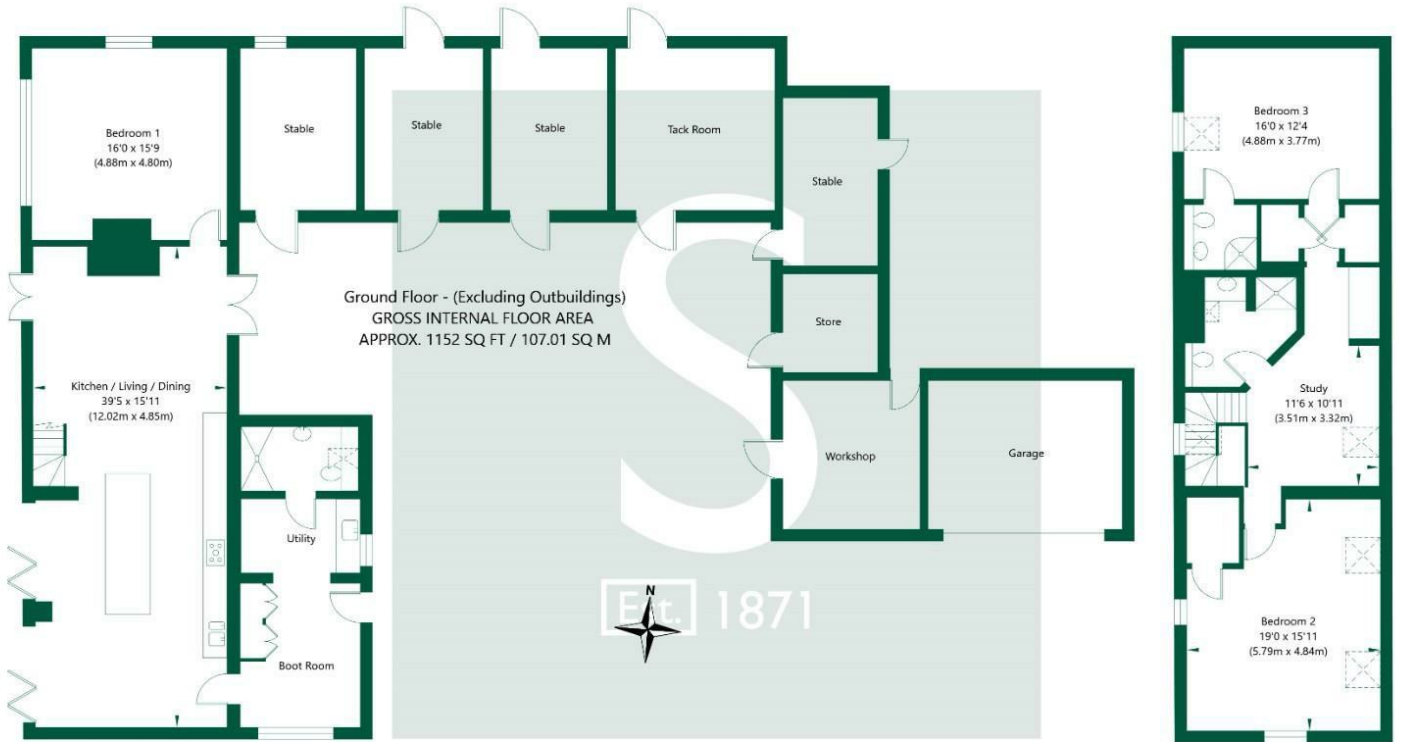 Bedroom 1
16'0 x 15'9
(4.88m x 4.80m)
Stable
Stable
Stable
Tack Room
Stable
Store
Workshop
Garage
Ground Floor - (Excluding Outbuildings)
GROSS INTERNAL FLOOR AREA
APPROX. 1152 SQ FT / 107.01 SQ M
Kitchen / Living / Dining
39'5 x 15'11
(12.02m x 4.85m)
Utility
Boot Room
S
Est. 1871
N
Bedroom 3
16'0 x 12'4
(4.88m x 3.77m)
Study
11'6 x 10'11
(3.51m x 3.32m)
Bedroom 2
19'0 x 15'11
(5.79m x 4.84m)